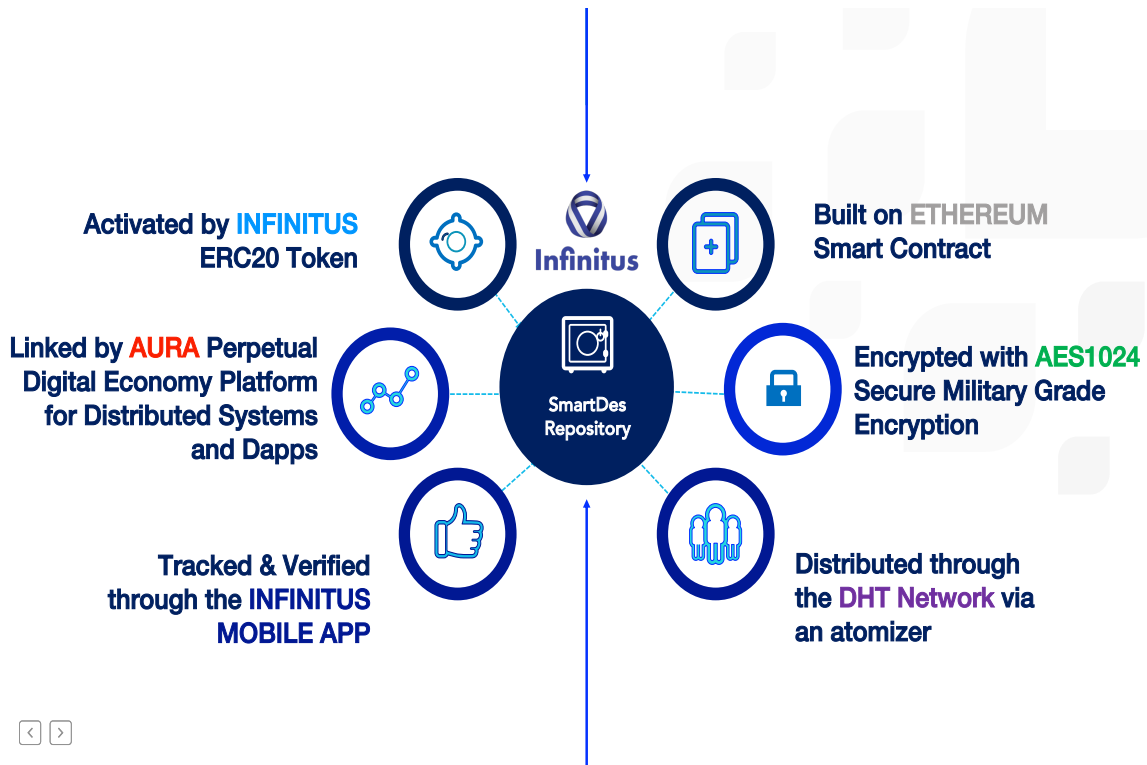 Activated by INFINITUS
ERC20 Token
Infinitus
Built on ETHEREUM
Smart Contract
Linked by AURA Perpetual
Digital Economy Platform
for Distributed Systems
and Dapps
SmartDes
Repository
Encrypted with AES1024
Secure Military Grade
Encryption
Tracked & Verified
through the INFINITUS
MOBILE APP
Distributed through
the DHT Network via
an atomizer